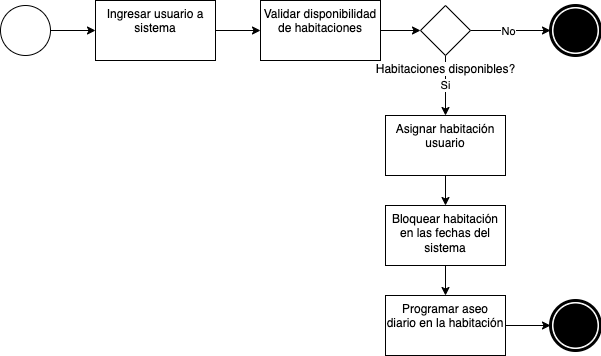 Ingresar usuario a
sistema
Validar disponibilidad
de habitaciones
No
Habitaciones disponibles?
Si
Asignar habitación
usuario
Bloquear habitación
en las fechas del
sistema
Programar aseo
diario en la habitación